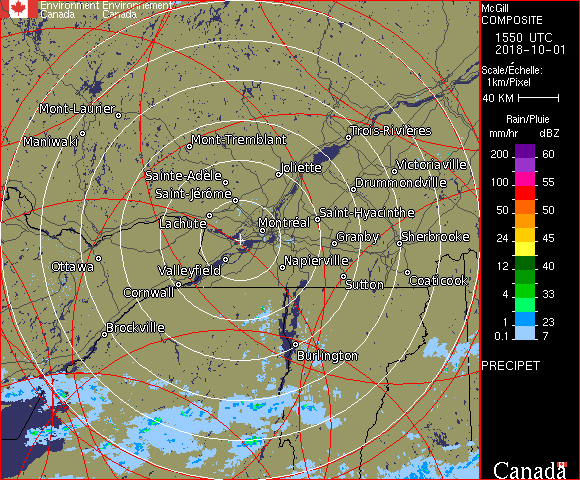 Environment Environnement
Canada Canada
McGill
COMPOSITE
1550 UTC
2018-10-01
Scale/Échelle:
1km/Pixel
40 KM
Rain/Pluie
mm/hr dBZ
200 60
100 55
50 50
24 45
12 40
4 33
1 23
0.1 7
PRECIPET
Canada
Mont-Laurier
Maniwaki
Mont-Tremblant
Trois-Rivières
Sainte-Adèle
Joliette
Victoriaville
Saint-Jérôme
Drummondville
Lachute
Montréal
Saint-Hyacinthe
Granby
Sherbrooke
Ottawa
Valleyfield
Napierville
Cornwall
Sutton
Coaticook
Brockville
Burlington